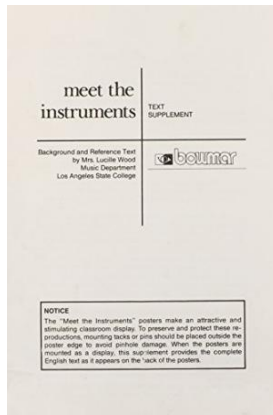 meet the
instruments
TEXT
SUPPLEMENT
Background and Reference Text
by Mrs. Lucille Wood
Music Department
Los Angeles State College
bowmar
NOTICE
The "Meet the Instruments" posters make an attractive and
stimulating classroom display. To preserve and protect these re-
productions, mounting tacks or pins should be placed outside the
poster edge to avoid pinhole damage. When the posters are
mounted as a display, this supplement provides the complete
English text as it appears on the back of the posters.